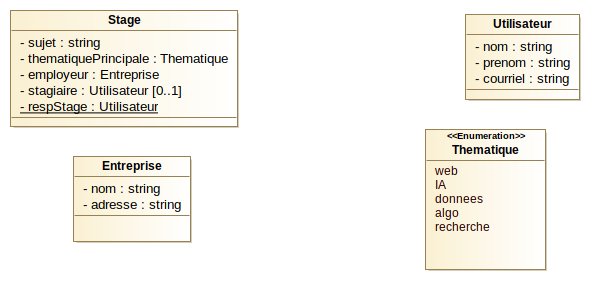 Stage
- sujet : string
- thematiquePrincipale : Thematique
- employeur : Entreprise
- stagiaire : Utilisateur [0..1]
- respStage : Utilisateur
Utilisateur
- nom : string
- prenom : string
- courriel : string
Entreprise
- nom : string
- adresse : string
<<Enumeration>>
Thematique
web
IA
donnees
algo
recherche